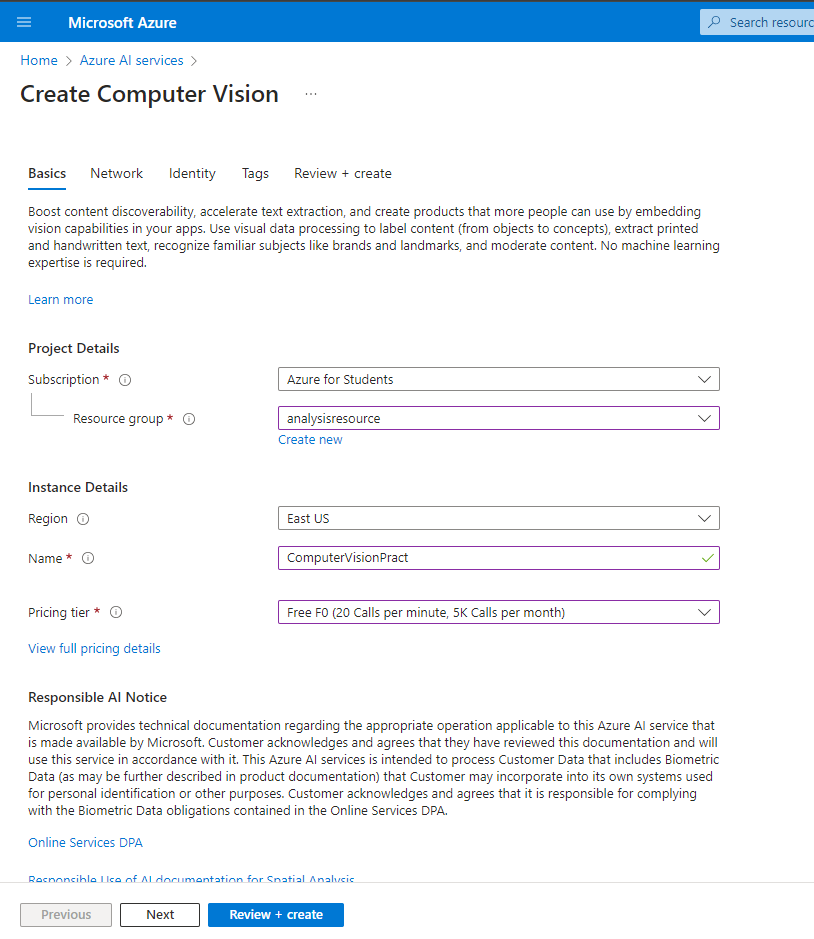 Microsoft Azure
Search resourc
Home > Azure AI services >
Create Computer Vision ...
Basics Network Identity Tags Review + create
Boost content discoverability, accelerate text extraction, and create products that more people can use by embedding
vision capabilities in your apps. Use visual data processing to label content (from objects to concepts), extract printed
and handwritten text, recognize familiar subjects like brands and landmarks, and moderate content. No machine learning
expertise is required.
Learn more
Project Details
Subscription * Azure for Students
Resource group * analysisresource
Create new
Instance Details
Region East US
Name * ComputerVisionPract
Pricing tier * Free F0 (20 Calls per minute, 5K Calls per month)
View full pricing details
Responsible AI Notice
Microsoft provides technical documentation regarding the appropriate operation applicable to this Azure AI service that
is made available by Microsoft. Customer acknowledges and agrees that they have reviewed this documentation and will
use this service in accordance with it. This Azure AI services is intended to process Customer Data that includes Biometric
Data (as may be further described in product documentation) that Customer may incorporate into its own systems used
for personal identification or other purposes. Customer acknowledges and agrees that it is responsible for complying
with the Biometric Data obligations contained in the Online Services DPA.
Online Services DPA
Responsible Use of AI documentation for Spatial Analysis
Previous Next Review + create